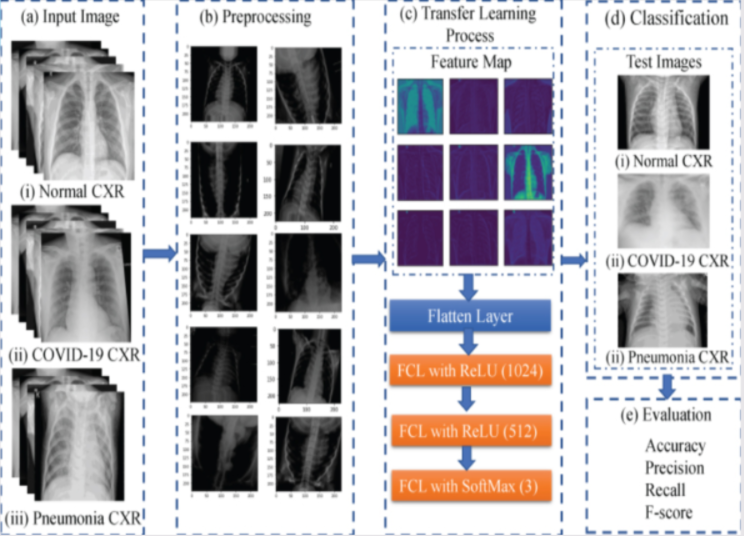 (a) Input Image
(i) Normal CXR
(ii) COVID-19 CXR
(iii) Pneumonia CXR
(b) Preprocessing
(c) Transfer Learning
Process
Feature Map
Flatten Layer
FCL with ReLU (1024)
FCL with ReLU (512)
FCL with SoftMax (3)
(d) Classification
Test Images
(i) Normal CXR
(ii) COVID-19 CXR
(ii) Pneumonia CXR
(e) Evaluation
Accuracy
Precision
Recall
F-score